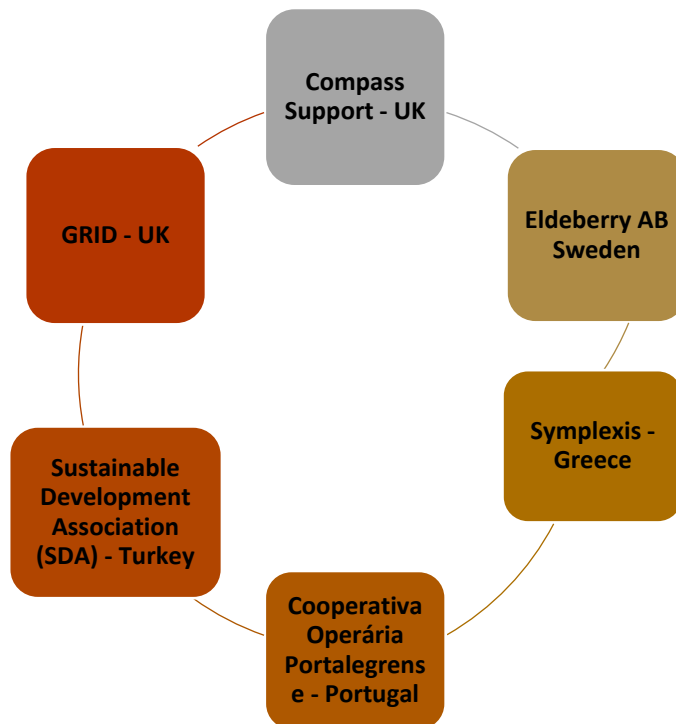 Compass
Support - UK
Eldeberry AB
Sweden
Symplexis -
Greece
Cooperativa
Operária
Portalegrens
e - Portugal
Sustainable
Development
Association
(SDA) - Turkey
GRID - UK